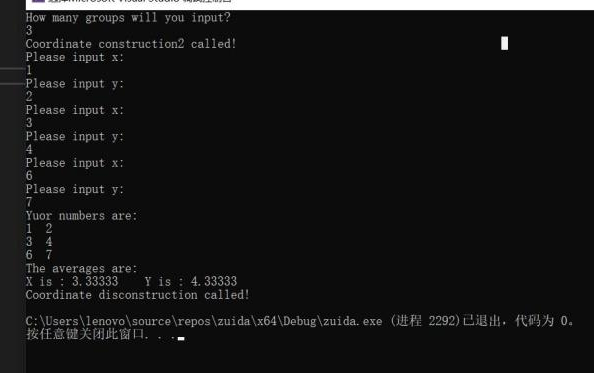 How many groups will you input?
3
Coordinate construction2 called!
Please input x:
1
Please input y:
2
Please input x:
3
Please input y:
4
Please input x:
6
Please input y:
7
Yuor numbers are:
1  2
3  4
6  7
The averages are:
X is : 3.33333    Y is : 4.33333
Coordinate disconstruction called!
C:\Users\lenovo\source\repos\zuida\x64\Debug\zuida.exe (进程 2292)已退出，代码为 0。
按任意键关闭此窗口. . .